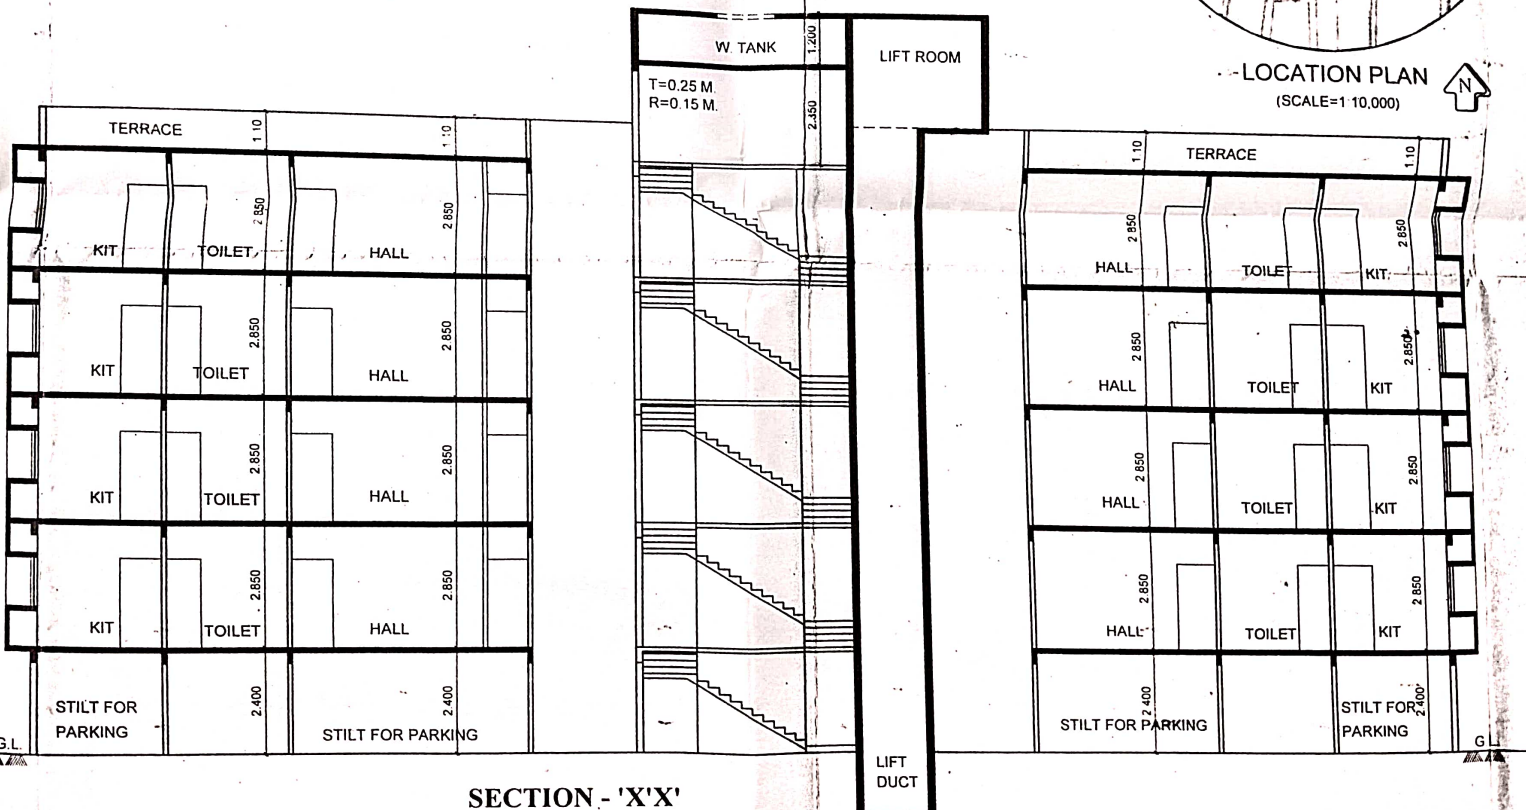 W. TANK
1.200
LIFT ROOM
T=0.25 M.
R=0.15 M.
2.350
LOCATION PLAN
(SCALE=1:10,000)
N
TERRACE
1.10
1.10
1.10
TERRACE
1.10
KIT
TOILET
2.850
HALL
2.850
HALL
2.850
TOILET
KIT
2.850
KIT
TOILET
2.850
HALL
2.850
HALL
2.850
TOILET
KIT
2.850
KIT
TOILET
2.850
HALL
2.850
HALL
2.850
TOILET
KIT
2.850
KIT
TOILET
2.850
HALL
2.850
HALL
2.850
TOILET
KIT
2.850
STILT FOR
PARKING
2.400
STILT FOR PARKING
2.400
STILT FOR PARKING
2.400
STILT FOR
PARKING
2.400
G.L.
G.L.
LIFT
DUCT
SECTION - 'X'X'